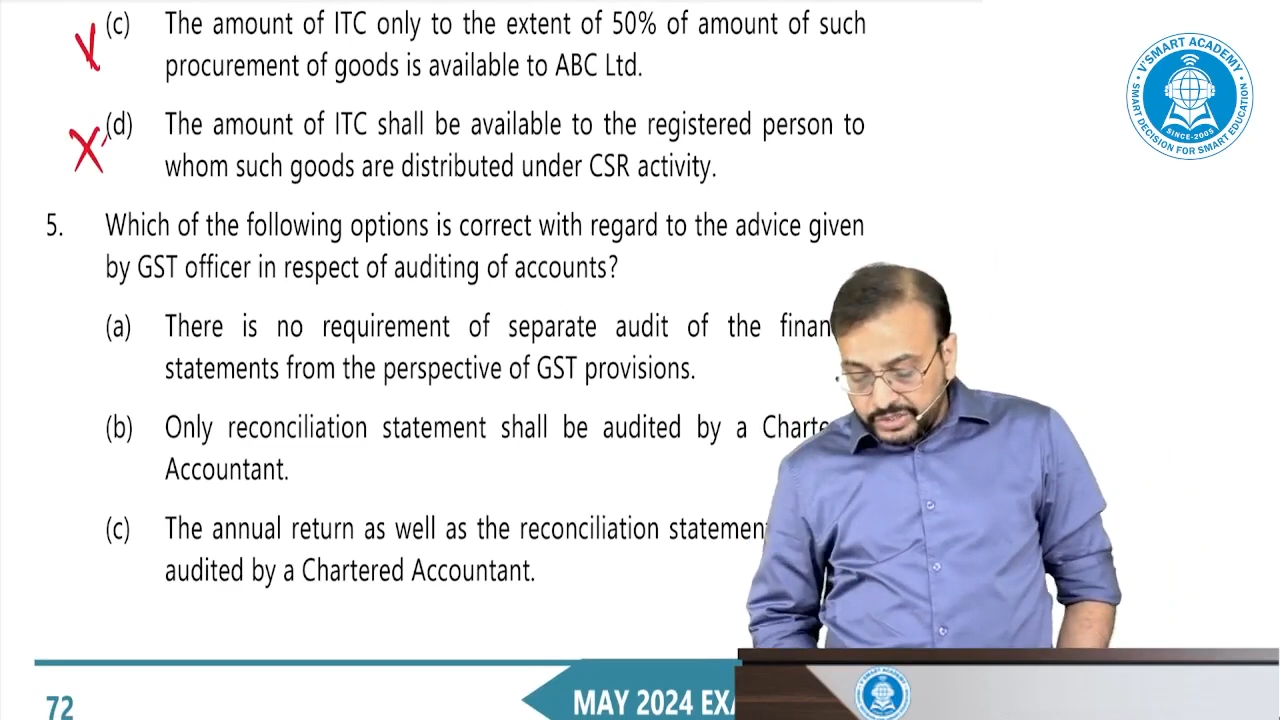 (c) The amount of ITC only to the extent of 50% of amount of such
procurement of goods is available to ABC Ltd.
(d) The amount of ITC shall be available to the registered person to
whom such goods are distributed under CSR activity.
5. Which of the following options is correct with regard to the advice given
by GST officer in respect of auditing of accounts?
(a) There is no requirement of separate audit of the finan
statements from the perspective of GST provisions.
(b) Only reconciliation statement shall be audited by a Charte
Accountant.
(c) The annual return as well as the reconciliation statemen
audited by a Chartered Accountant.
72
MAY 2024 EXA
V'SMART ACADEMY
SMART DECISION FOR SMART EDUCATION
SINCE-2005